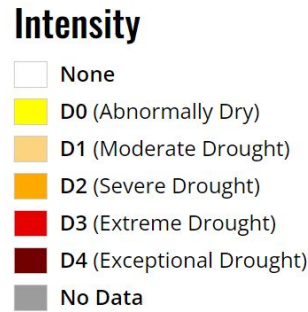 Intensity
None
D0 (Abnormally Dry)
D1 (Moderate Drought)
D2 (Severe Drought)
D3 (Extreme Drought)
D4 (Exceptional Drought)
No Data